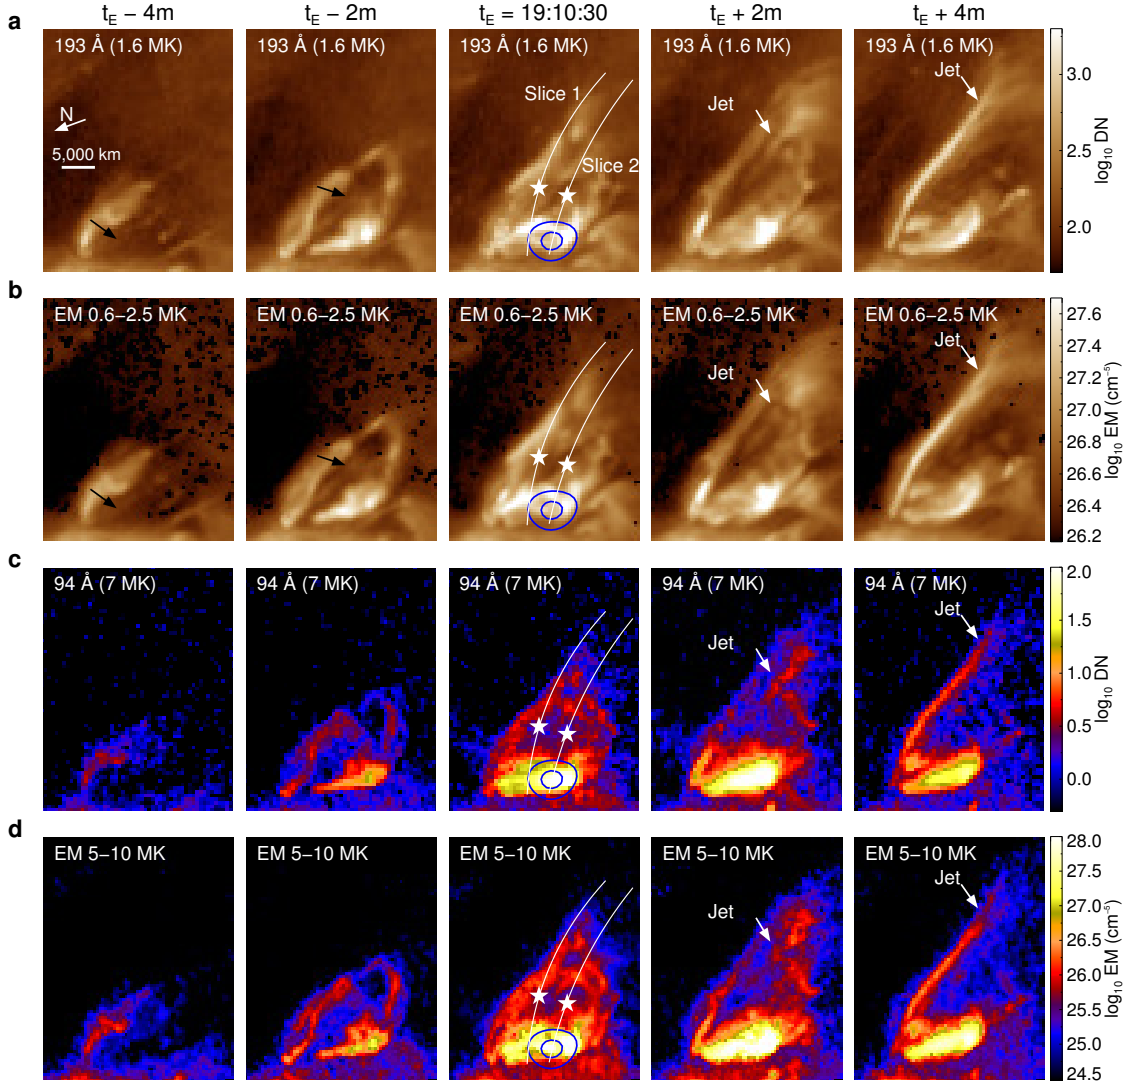 t_E − 4m
t_E − 2m
t_E = 19:10:30
t_E + 2m
t_E + 4m
a
193 Å (1.6 MK)
193 Å (1.6 MK)
193 Å (1.6 MK)
193 Å (1.6 MK)
193 Å (1.6 MK)
N
5,000 km
Slice 1
Slice 2
Jet
Jet
3.0
2.5
2.0
log₁₀ DN
b
EM 0.6−2.5 MK
EM 0.6−2.5 MK
EM 0.6−2.5 MK
EM 0.6−2.5 MK
EM 0.6−2.5 MK
Jet
Jet
27.6
27.4
27.2
27.0
26.8
26.6
26.4
26.2
log₁₀ EM (cm⁻⁵)
c
94 Å (7 MK)
94 Å (7 MK)
94 Å (7 MK)
94 Å (7 MK)
94 Å (7 MK)
Jet
Jet
2.0
1.5
1.0
0.5
0.0
log₁₀ DN
d
EM 5−10 MK
EM 5−10 MK
EM 5−10 MK
EM 5−10 MK
EM 5−10 MK
Jet
Jet
28.0
27.5
27.0
26.5
26.0
25.5
25.0
24.5
log₁₀ EM (cm⁻⁵)